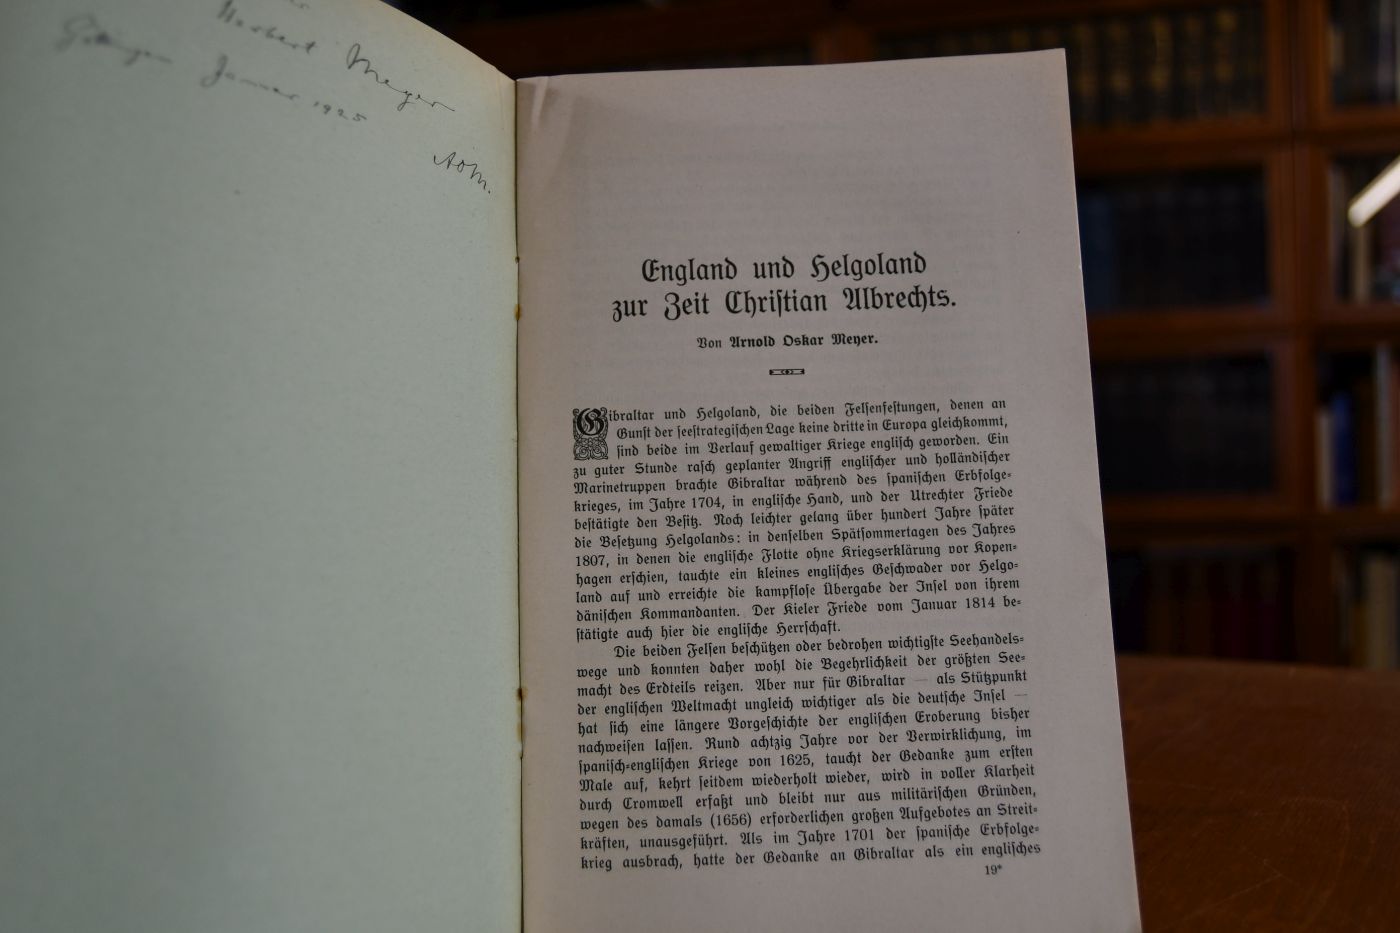 Herbert Meyer
Göttingen Januar 1925
AOM.
England und Helgoland
zur Zeit Chriſtian Albrechts.
Von Arnold Oskar Meyer.
Gibraltar und Helgoland, die beiden Felſenfeſtungen, denen an
Gunſt der ſeeſtrategiſchen Lage keine dritte in Europa gleichkommt,
ſind beide im Verlauf gewaltiger Kriege engliſch geworden. Ein
zu guter Stunde raſch geplanter Angriff engliſcher und holländiſcher
Marinetruppen brachte Gibraltar während des ſpaniſchen Erbfolge-
krieges, im Jahre 1704, in engliſche Hand, und der Utrechter Friede
beſtätigte den Beſitz. Noch leichter gelang über hundert Jahre ſpäter
die Beſetzung Helgolands: in denſelben Spätſommertagen des Jahres
1807, in denen die engliſche Flotte ohne Kriegserklärung vor Kopen-
hagen erſchien, tauchte ein kleines engliſches Geſchwader vor Helgo-
land auf und erreichte die kampfloſe Übergabe der Inſel von ihrem
däniſchen Kommandanten. Der Kieler Friede vom Januar 1814 be-
ſtätigte auch hier die engliſche Herrſchaft.
Die beiden Felſen beſchützen oder bedrohen wichtigſte Seehandels-
wege und konnten daher wohl die Begehrlichkeit der größten See-
macht des Erdteils reizen. Aber nur für Gibraltar — als Stützpunkt
der engliſchen Weltmacht ungleich wichtiger als die deutſche Inſel —
hat ſich eine längere Vorgeſchichte der engliſchen Eroberung bisher
nachweiſen laſſen. Rund achtzig Jahre vor der Verwirklichung, im
ſpaniſch-engliſchen Kriege von 1625, taucht der Gedanke zum erſten
Male auf, kehrt ſeitdem wiederholt wieder, wird in voller Klarheit
durch Cromwell erfaßt und bleibt nur aus militäriſchen Gründen,
wegen des damals (1656) erforderlichen großen Aufgebotes an Streit-
kräften, unausgeführt. Als im Jahre 1701 der ſpaniſche Erbfolge-
krieg ausbrach, hatte der Gedanke an Gibraltar als ein engliſches
19*